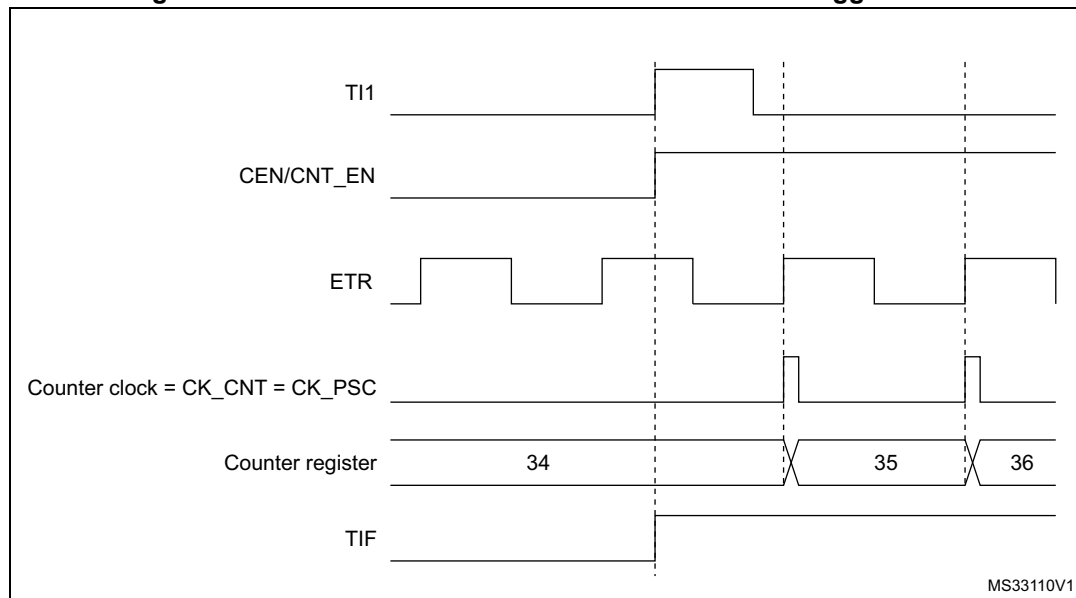 TI1
CEN/CNT_EN
ETR
Counter clock = CK_CNT = CK_PSC
Counter register 34 35 36
TIF
MS33110V1